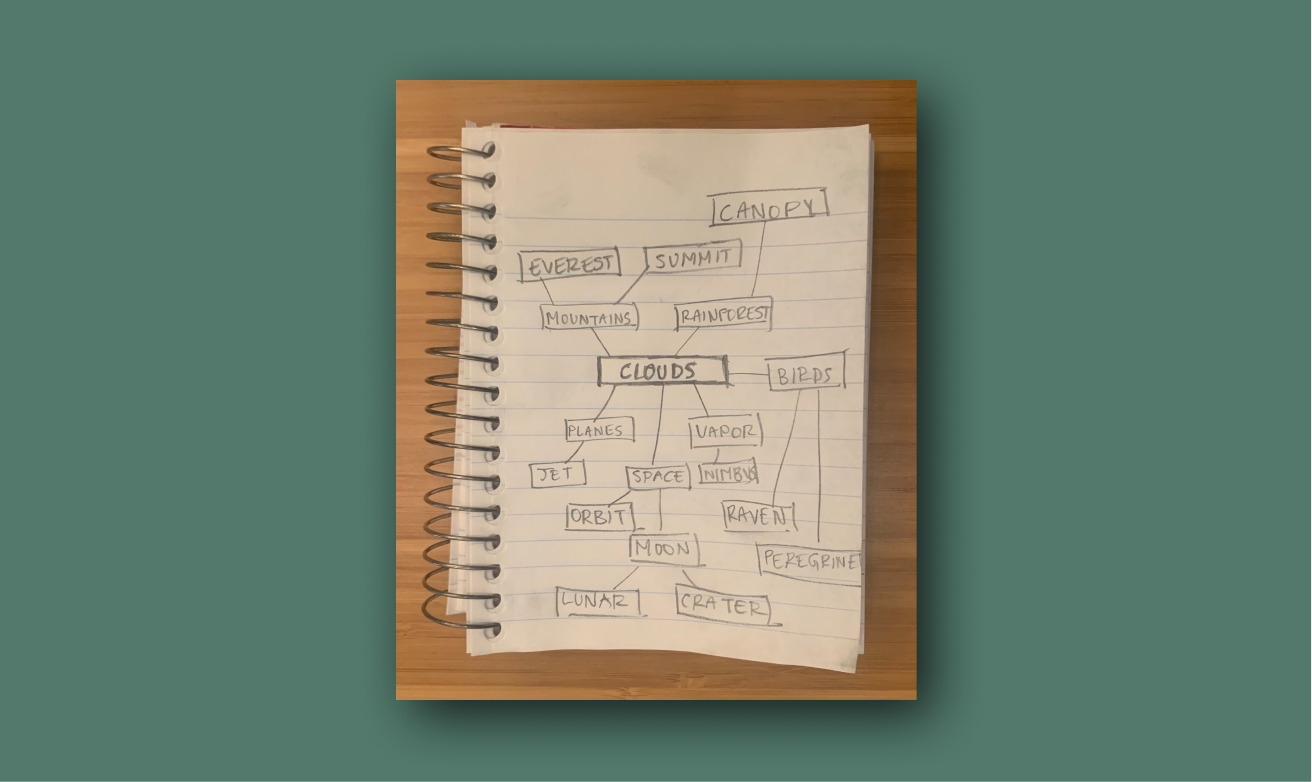 CANOPY
EVEREST
SUMMIT
MOUNTAINS
RAINFOREST
CLOUDS
BIRDS
PLANES
VAPOR
JET
SPACE
NIMBUS
ORBIT
RAVEN
MOON
PEREGRINE
LUNAR
CRATER